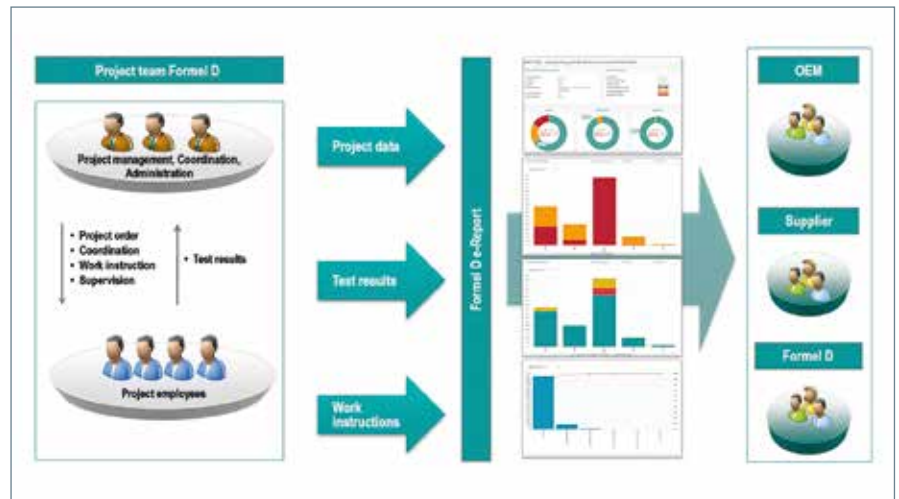 Project team Formel D
Project management, Coordination,
Administration
• Project order
• Coordination
• Work instruction
• Supervision
• Test results
Project employees
Project data
Test results
Work
instructions
Formel D e-Report
OEM
Supplier
Formel D